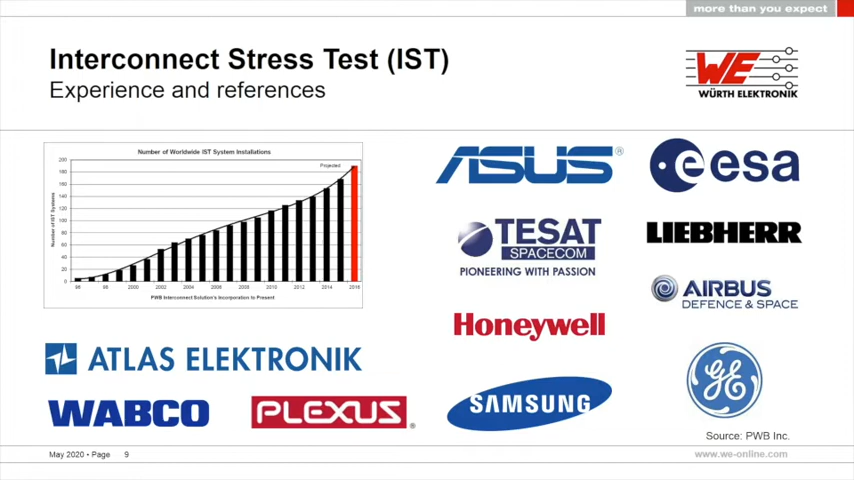 more than you expect
Interconnect Stress Test (IST)
Experience and references
WE
WÜRTH ELEKTRONIK
Number of Worldwide IST System Installations
Projected
Number of IST Systems
200
180
160
140
120
100
80
60
40
20
0
96 98 2000 2002 2004 2006 2008 2010 2012 2014 2016
PWB Interconnect Solution's Incorporation to Present
ASUS®
esa
TESAT
SPACECOM
PIONEERING WITH PASSION
LIEBHERR
AIRBUS
DEFENCE & SPACE
Honeywell
ATLAS ELEKTRONIK
GE
WABCO
PLEXUS®
SAMSUNG
Source: PWB Inc.
May 2020 • Page 9
www.we-online.com